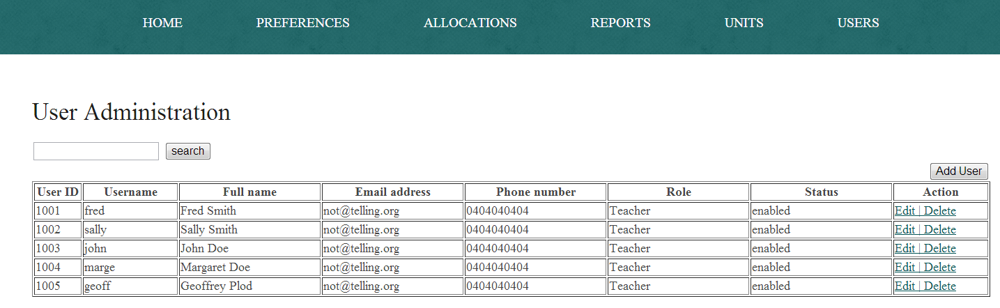 HOME PREFERENCES ALLOCATIONS REPORTS UNITS USERS
User Administration
search
Add User
User ID Username Full name Email address Phone number Role Status Action
1001 fred Fred Smith not@telling.org 0404040404 Teacher enabled Edit | Delete
1002 sally Sally Smith not@telling.org 0404040404 Teacher enabled Edit | Delete
1003 john John Doe not@telling.org 0404040404 Teacher enabled Edit | Delete
1004 marge Margaret Doe not@telling.org 0404040404 Teacher enabled Edit | Delete
1005 geoff Geoffrey Plod not@telling.org 0404040404 Teacher enabled Edit | Delete